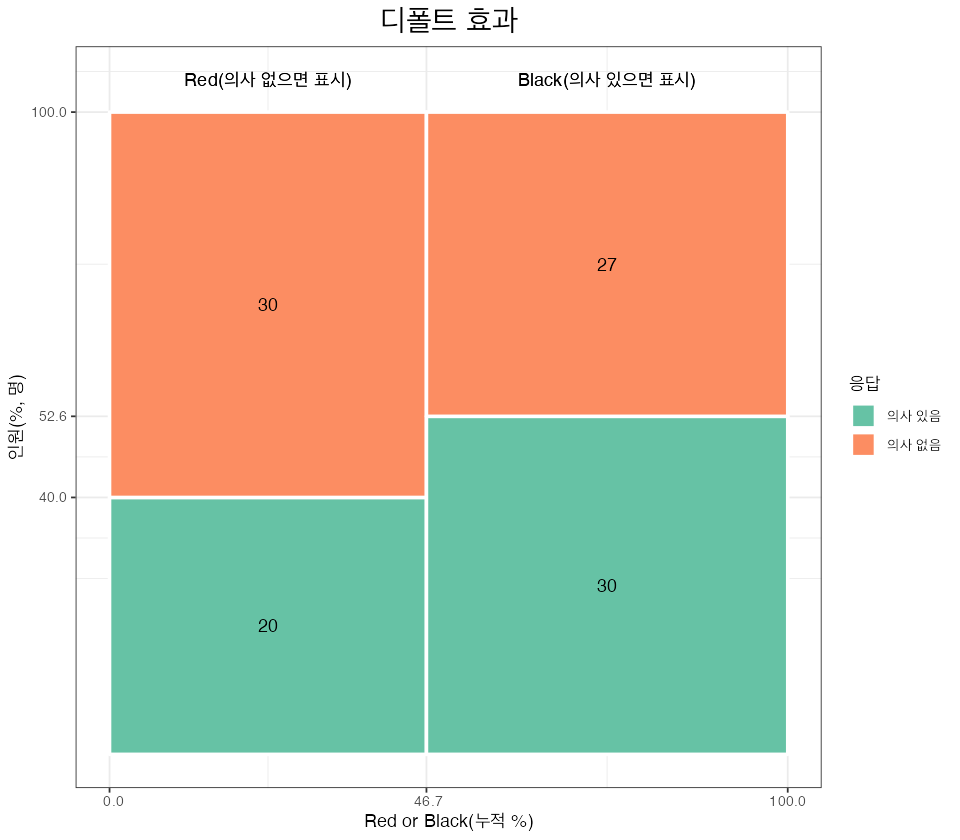 디폴트 효과
Red(의사 없으면 표시)
Black(의사 있으면 표시)
100.0
52.6
40.0
인원(%, 명)
30
27
20
30
응답
의사 있음
의사 없음
0.0
46.7
100.0
Red or Black(누적 %)